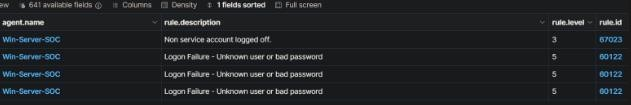 ew 641 available fields Columns Density 1 fields sorted Full screen
agent.name rule.description rule.level rule.id
Win-Server-SOC Non service account logged off. 3 67023
Win-Server-SOC Logon Failure - Unknown user or bad password 5 60122
Win-Server-SOC Logon Failure - Unknown user or bad password 5 60122
Win-Server-SOC Logon Failure - Unknown user or bad password 5 60122